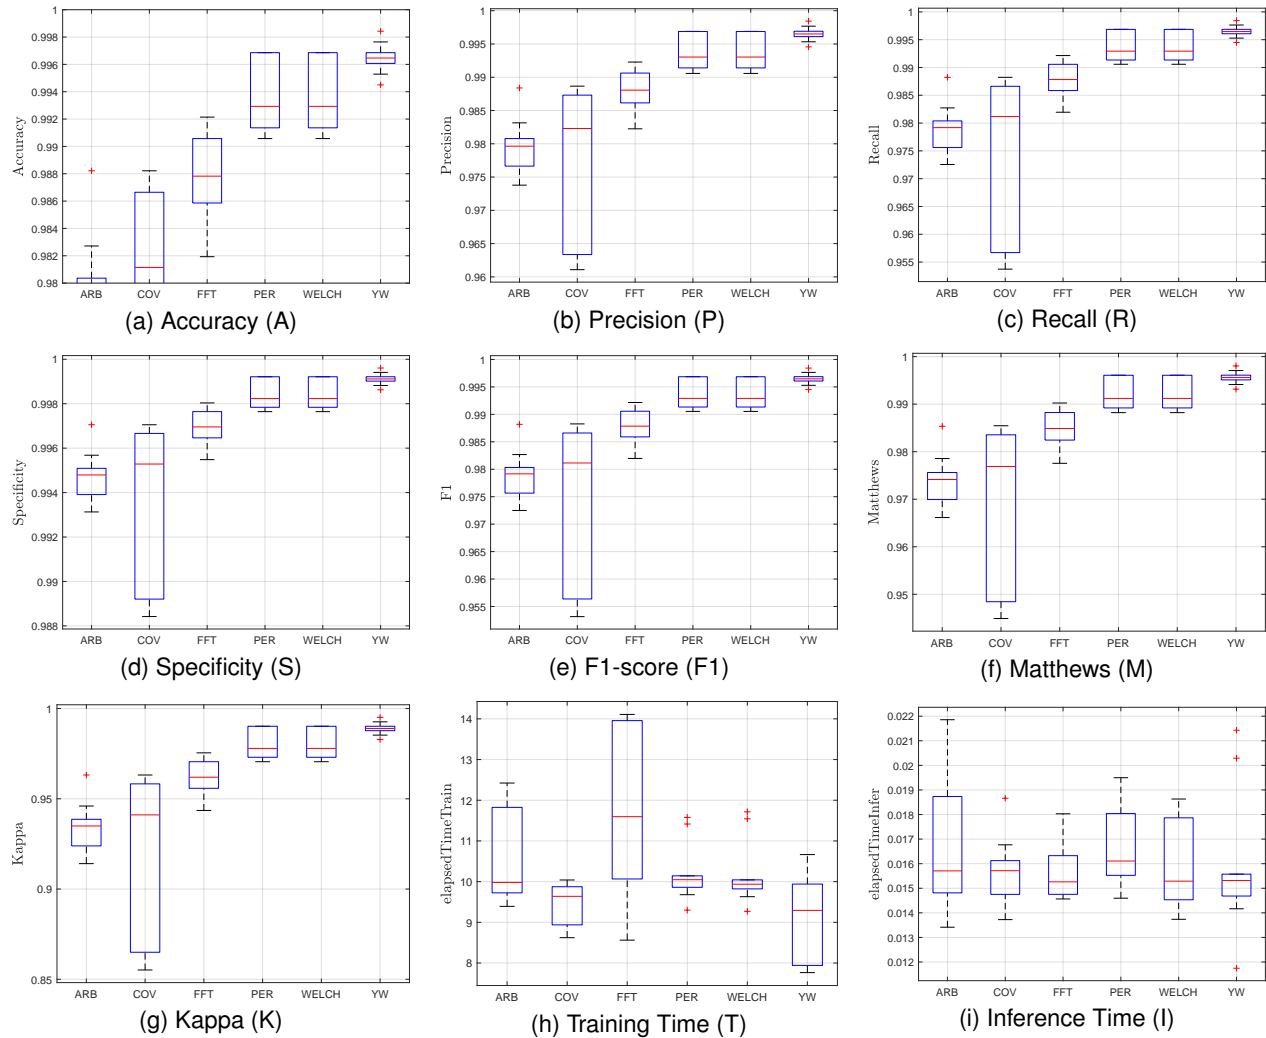 1
0.998
0.996
0.994
0.992
0.99
0.988
0.986
0.984
0.982
0.98
Accuracy
ARB COV FFT PER WELCH YW
(a) Accuracy (A)
1
0.995
0.99
0.985
0.98
0.975
0.97
0.965
0.96
Precision
ARB COV FFT PER WELCH YW
(b) Precision (P)
1
0.995
0.99
0.985
0.98
0.975
0.97
0.965
0.96
0.955
Recall
ARB COV FFT PER WELCH YW
(c) Recall (R)
1
0.998
0.996
0.994
0.992
0.99
0.988
Specificity
ARB COV FFT PER WELCH YW
(d) Specificity (S)
1
0.995
0.99
0.985
0.98
0.975
0.97
0.965
0.96
0.955
F1
ARB COV FFT PER WELCH YW
(e) F1-score (F1)
1
0.99
0.98
0.97
0.96
0.95
Matthews
ARB COV FFT PER WELCH YW
(f) Matthews (M)
1
0.95
0.9
0.85
Kappa
ARB COV FFT PER WELCH YW
(g) Kappa (K)
14
13
12
11
10
9
8
elapsedTimeTrain
ARB COV FFT PER WELCH YW
(h) Training Time (T)
0.022
0.021
0.02
0.019
0.018
0.017
0.016
0.015
0.014
0.013
0.012
elapsedTimeInfer
ARB COV FFT PER WELCH YW
(i) Inference Time (I)